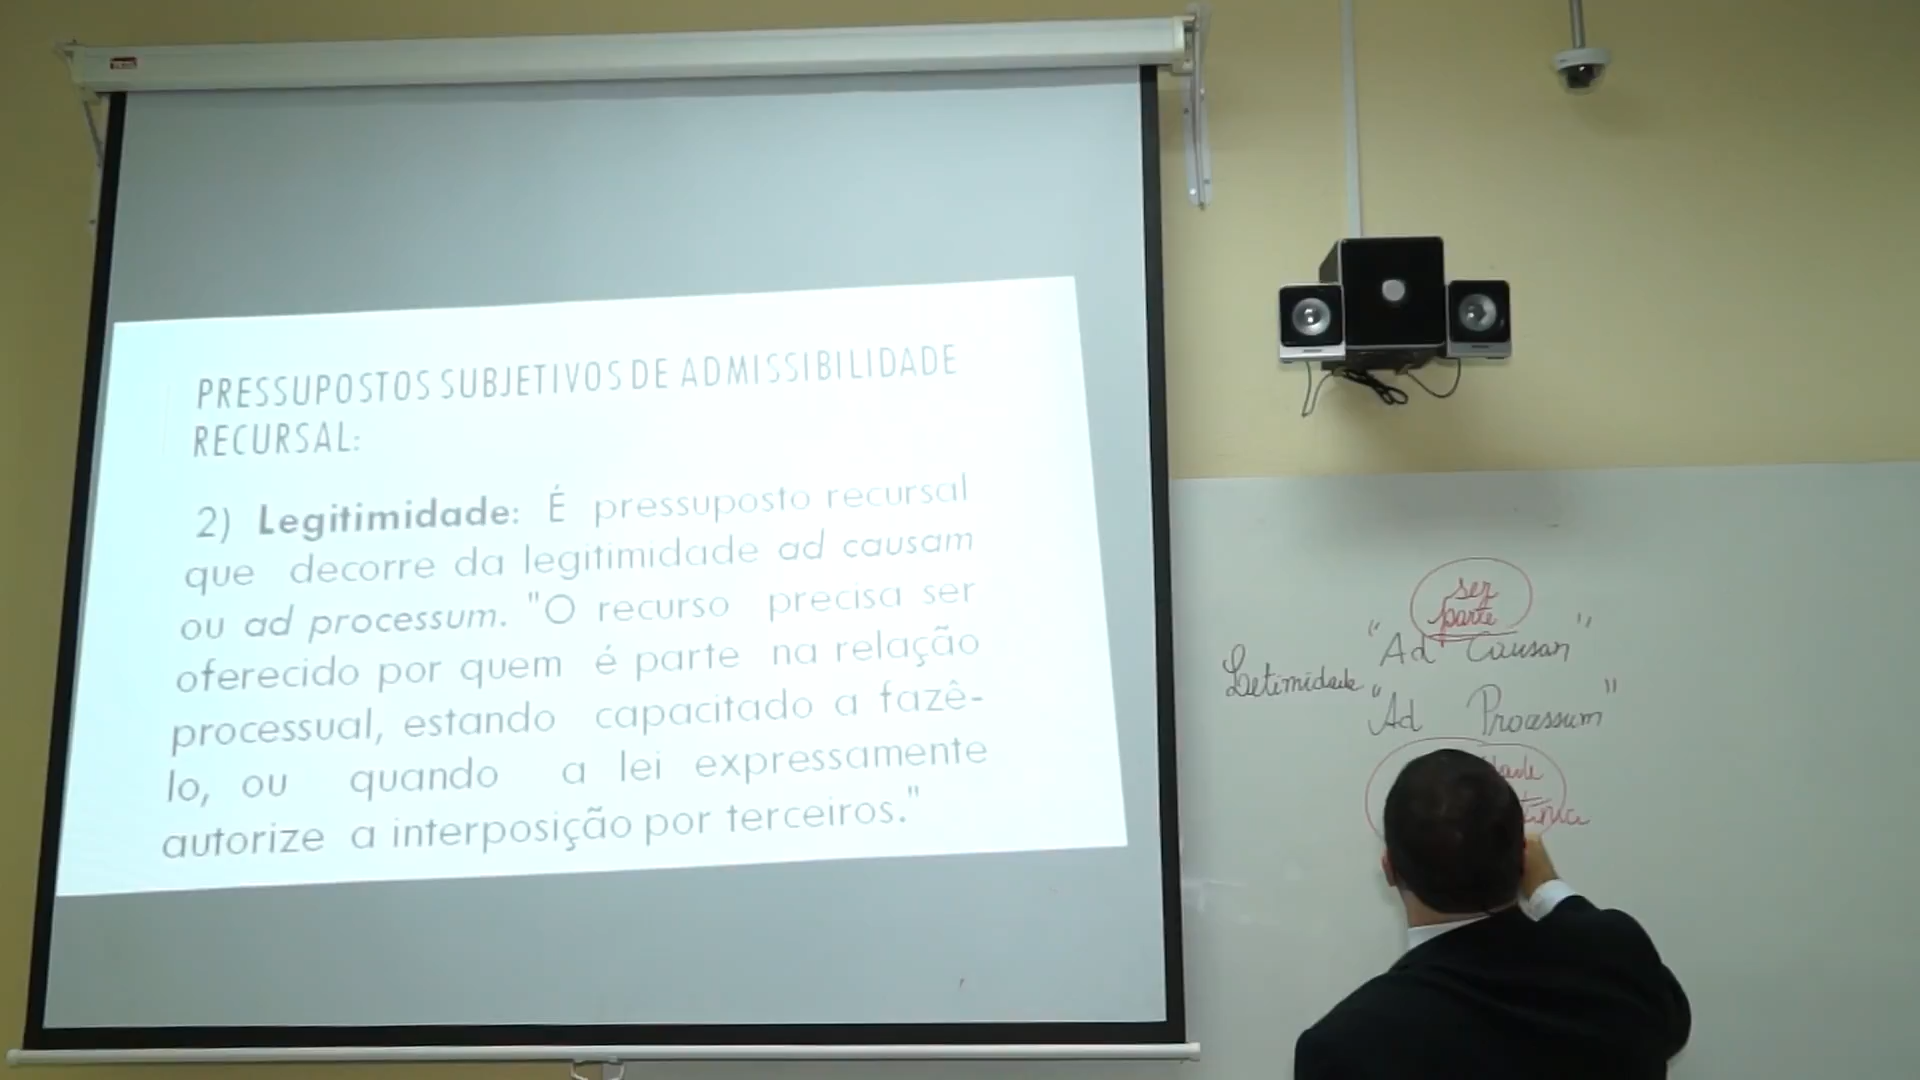 PRESSUPOSTOS SUBJETIVOS DE ADMISSIBILIDADE
RECURSAL:
2) Legitimidade: É pressuposto recursal
que decorre da legitimidade ad causam
ou ad processum. "O recurso precisa ser
oferecido por quem é parte na relação
processual, estando capacitado a fazê-
lo, ou quando a lei expressamente
autorize a interposição por terceiros."
ser
parte
"Ad Causan"
Letimidade
"Ad Processum"